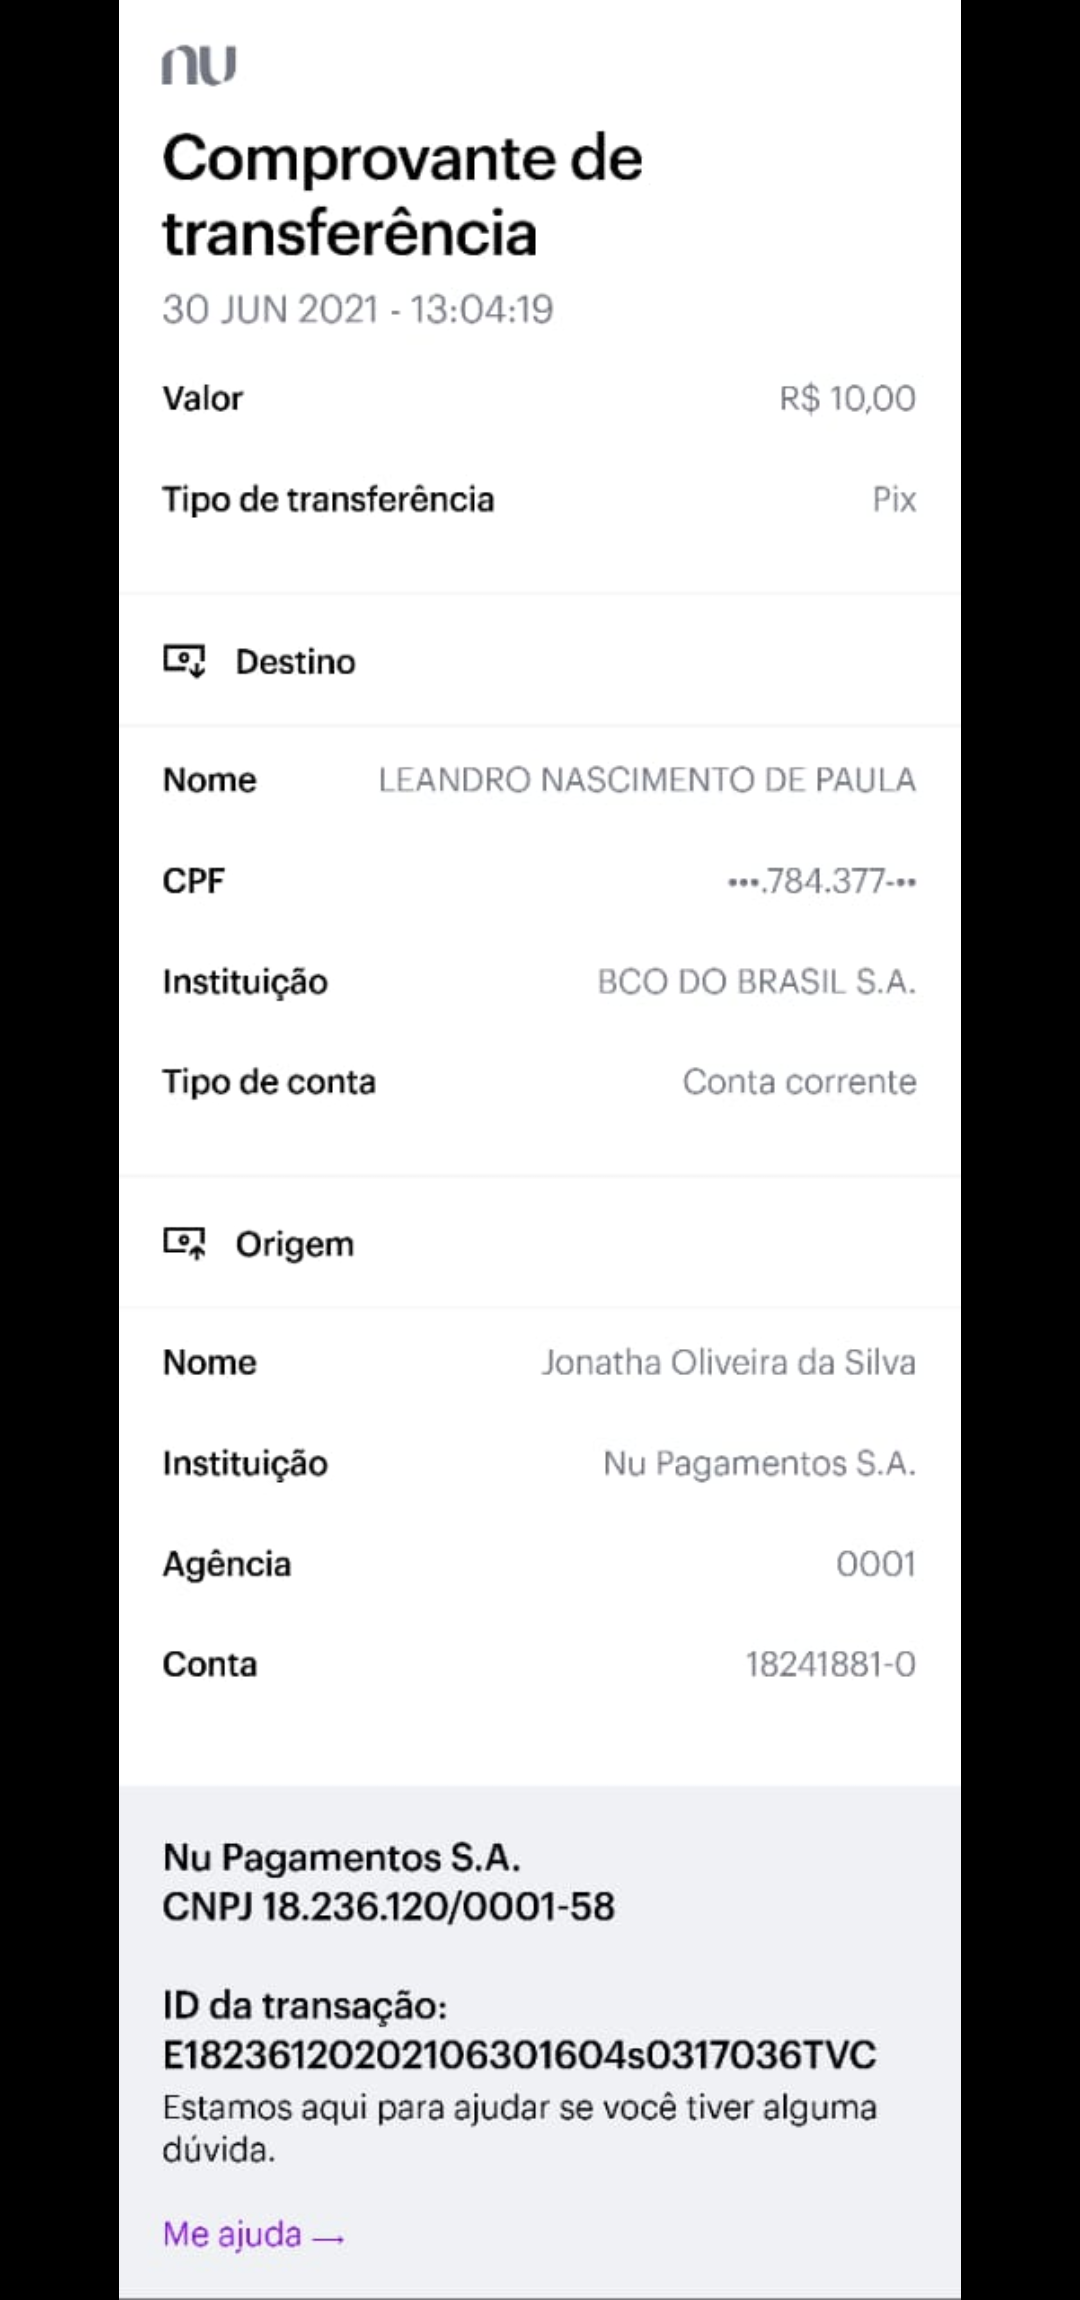 nu
Comprovante de
transferência
30 JUN 2021 - 13:04:19
Valor R$ 10,00
Tipo de transferência Pix
Destino
Nome LEANDRO NASCIMENTO DE PAULA
CPF •••.784.377-••
Instituição BCO DO BRASIL S.A.
Tipo de conta Conta corrente
Origem
Nome Jonatha Oliveira da Silva
Instituição Nu Pagamentos S.A.
Agência 0001
Conta 18241881-0
Nu Pagamentos S.A.
CNPJ 18.236.120/0001-58
ID da transação:
E18236120202106301604s0317036TVC
Estamos aqui para ajudar se você tiver alguma
dúvida.
Me ajuda →